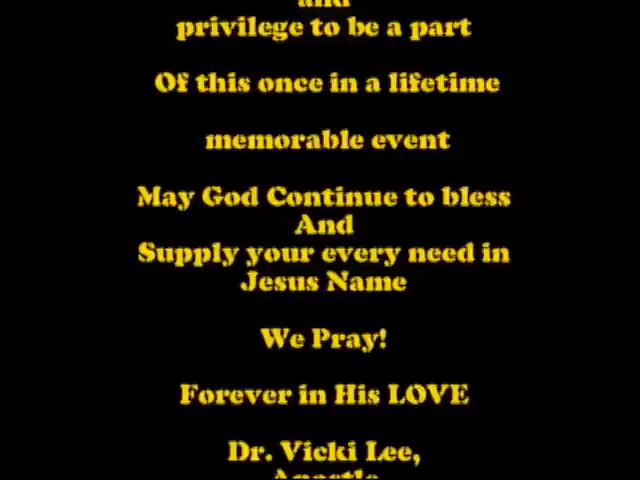 and
privilege to be a part
Of this once in a lifetime
memorable event
May God Continue to bless
And
Supply your every need in
Jesus Name
We Pray!
Forever in His LOVE
Dr. Vicki Lee,
Apostle